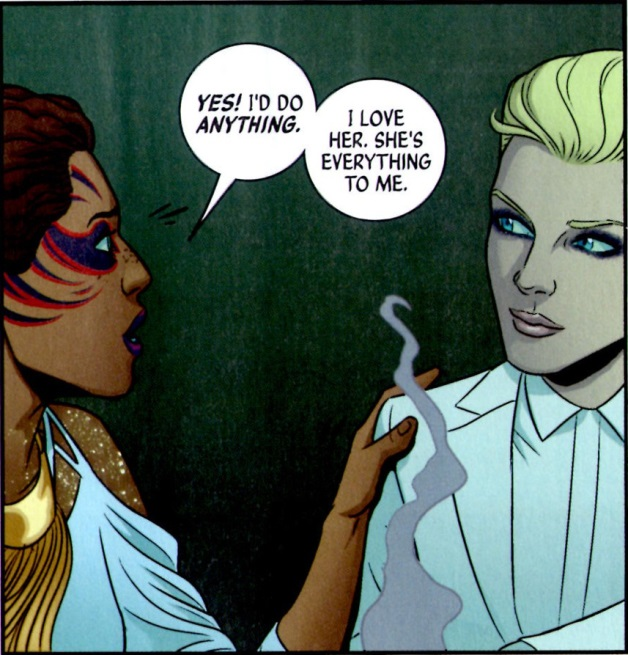 YES! I'D DO
ANYTHING.
I LOVE
HER. SHE'S
EVERYTHING
TO ME.